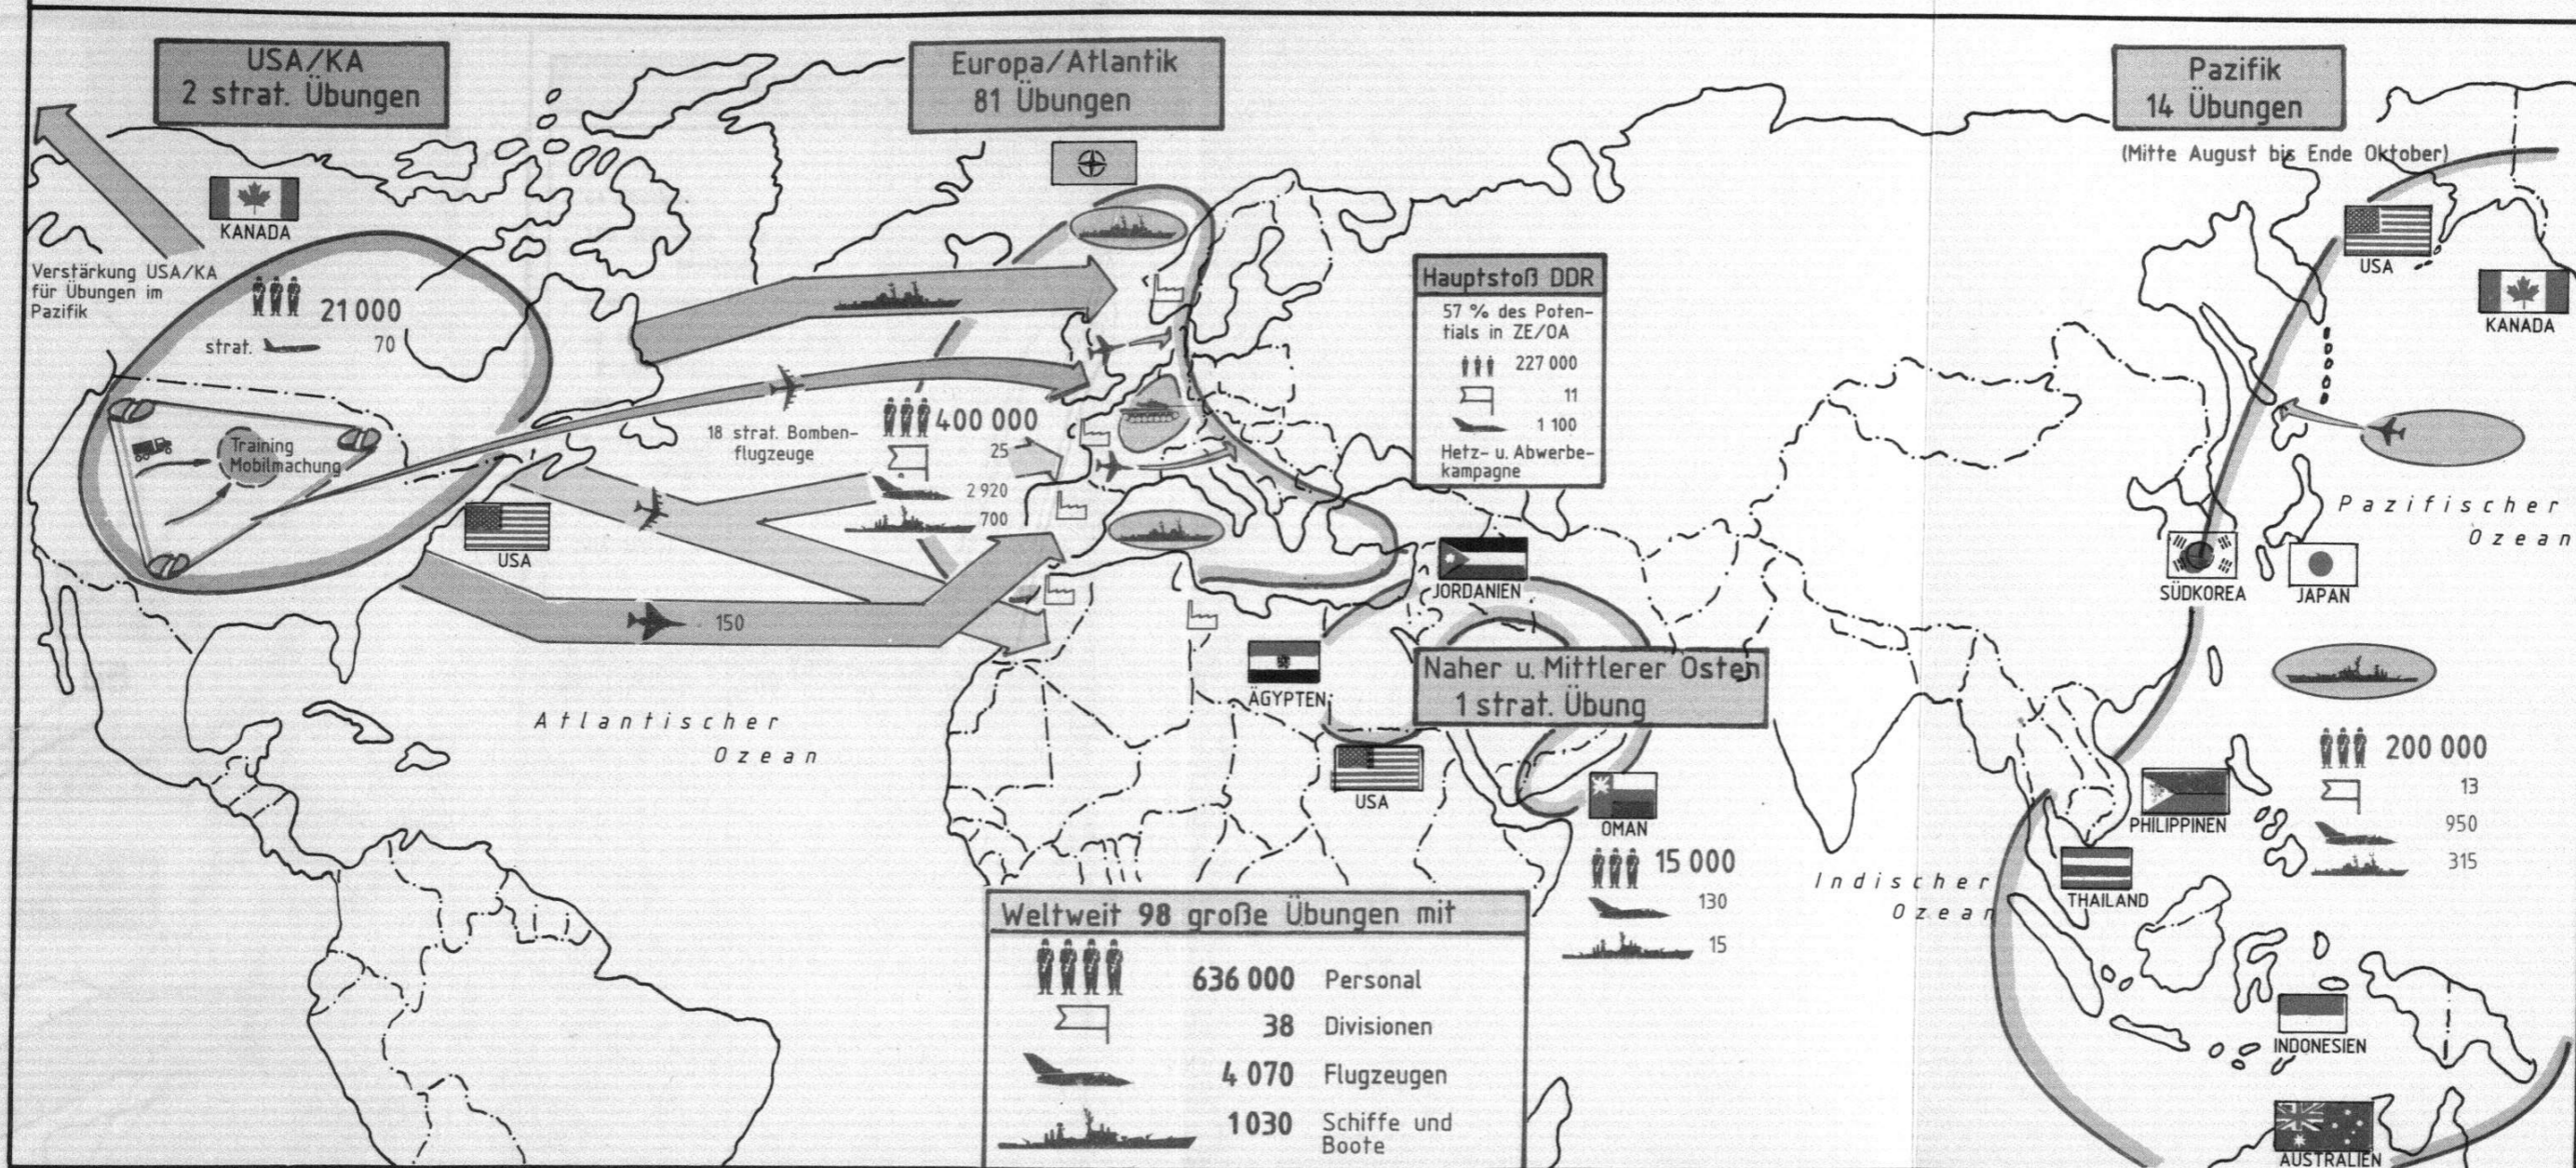 USA/KA
2 strat. Übungen
Europa/Atlantik
81 Übungen
Pazifik
14 Übungen
(Mitte August bis Ende Oktober)
KANADA
Verstärkung USA/KA
für Übungen im
Pazifik
21 000
strat. 70
Training
Mobilmachung
USA
18 strat. Bomben-
flugzeuge
400 000
25
2 920
700
150
Hauptstoß DDR
57 % des Poten-
tials in ZE/OA
227 000
11
1 100
Hetz- u. Abwerbe-
kampagne
USA
KANADA
Pazifischer
Ozean
JORDANIEN
SÜDKOREA
JAPAN
ÄGYPTEN
Naher u. Mittlerer Osten
1 strat. Übung
USA
OMAN
15 000
130
15
Atlantischer
Ozean
Indischer
Ozean
PHILIPPINEN
THAILAND
200 000
13
950
315
INDONESIEN
AUSTRALIEN
Weltweit 98 große Übungen mit
636 000 Personal
38 Divisionen
4 070 Flugzeugen
1 030 Schiffe und
Boote